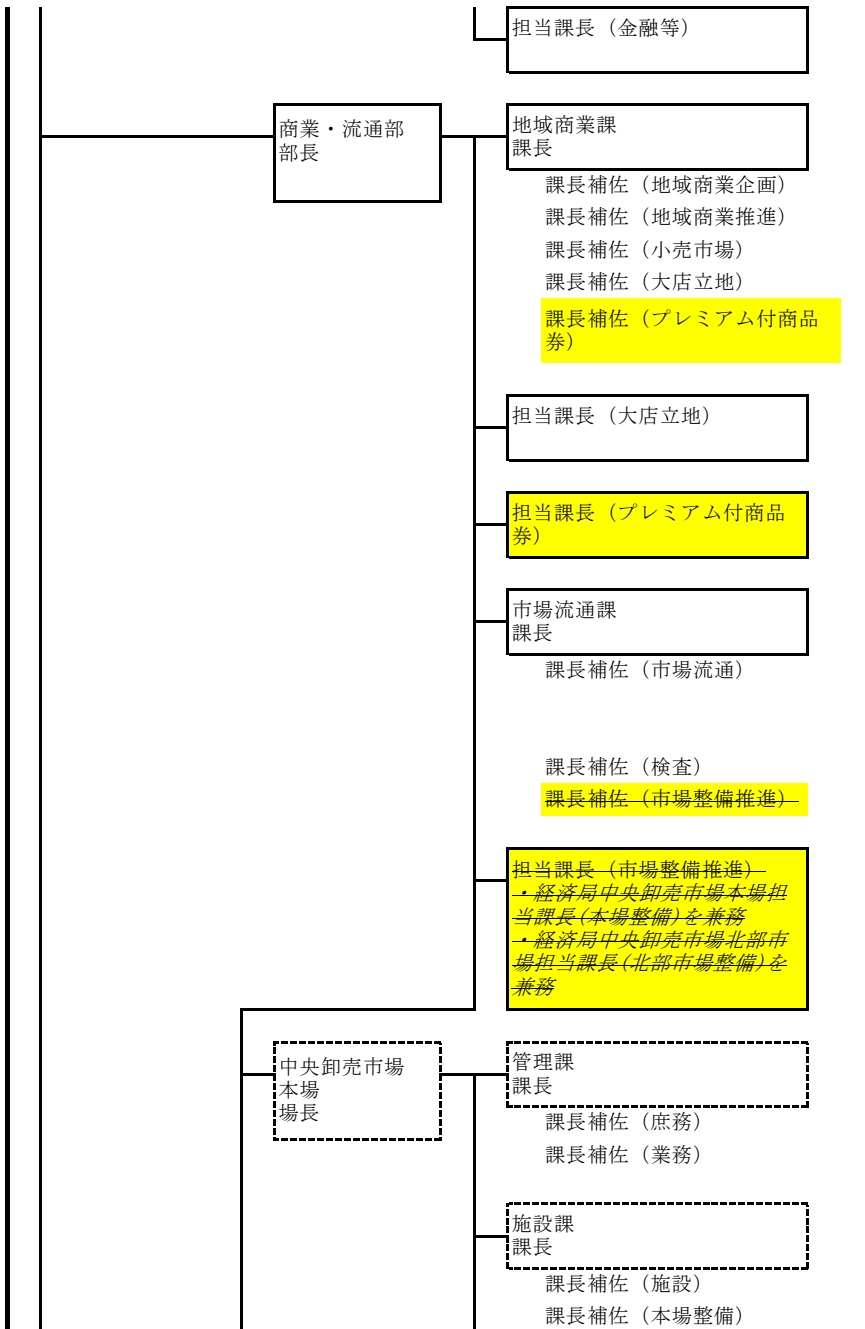 担当課長（金融等）
商業・流通部
部長
地域商業課
課長
課長補佐（地域商業企画）
課長補佐（地域商業推進）
課長補佐（小売市場）
課長補佐（大店立地）
課長補佐（プレミアム付商品
券）
担当課長（大店立地）
担当課長（プレミアム付商品
券）
市場流通課
課長
課長補佐（市場流通）
課長補佐（検査）
課長補佐（市場整備推進）
担当課長（市場整備推進）
・経済局中央卸売市場本場担
当課長(本場整備)を兼務
・経済局中央卸売市場北部市
場担当課長(北部市場整備)を
兼務
中央卸売市場
本場
場長
管理課
課長
課長補佐（庶務）
課長補佐（業務）
施設課
課長
課長補佐（施設）
課長補佐（本場整備）